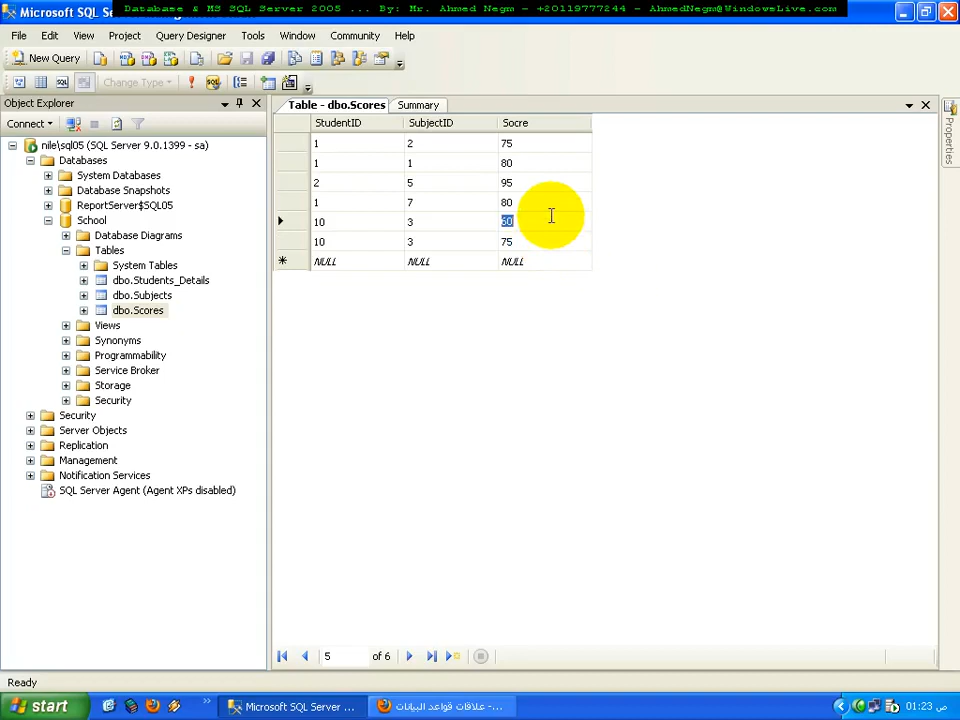 Microsoft SQL Ser
Database & MS SQL Server 2005 ... By: Mr. Ahmed Negm - +20119777244 - AhmedNegm@WindowsLive.com
File Edit View Project Query Designer Tools Window Community Help
New Query
Change Type
Object Explorer
Table - dbo.Scores Summary
Connect
StudentID SubjectID Socre
nile\sql05 (SQL Server 9.0.1399 - sa)
1 2 75
Databases
1 1 80
System Databases
2 5 95
Database Snapshots
1 7 80
ReportServer$SQL05
10 3 60
School
10 3 75
Database Diagrams
NULL NULL NULL
Tables
System Tables
dbo.Students_Details
dbo.Subjects
dbo.Scores
Views
Synonyms
Programmability
Service Broker
Storage
Security
Security
Server Objects
Replication
Management
Notification Services
SQL Server Agent (Agent XPs disabled)
Properties
5 of 6
Ready
start
Microsoft SQL Server ...
علاقات قواعد البيانات - ...
01:23 ص